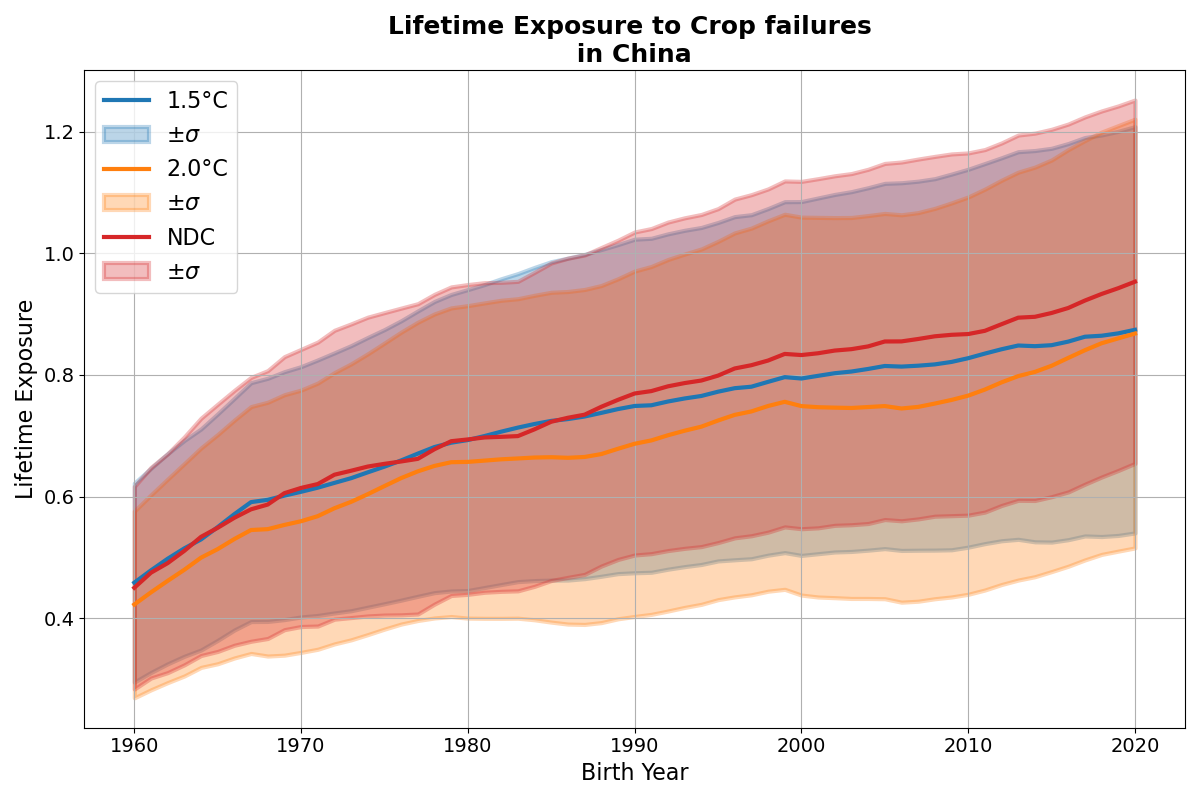 Lifetime Exposure to Crop failures
in China
1.5°C
±σ
2.0°C
±σ
NDC
±σ
Lifetime Exposure
1.2
1.0
0.8
0.6
0.4
1960
1970
1980
1990
2000
2010
2020
Birth Year